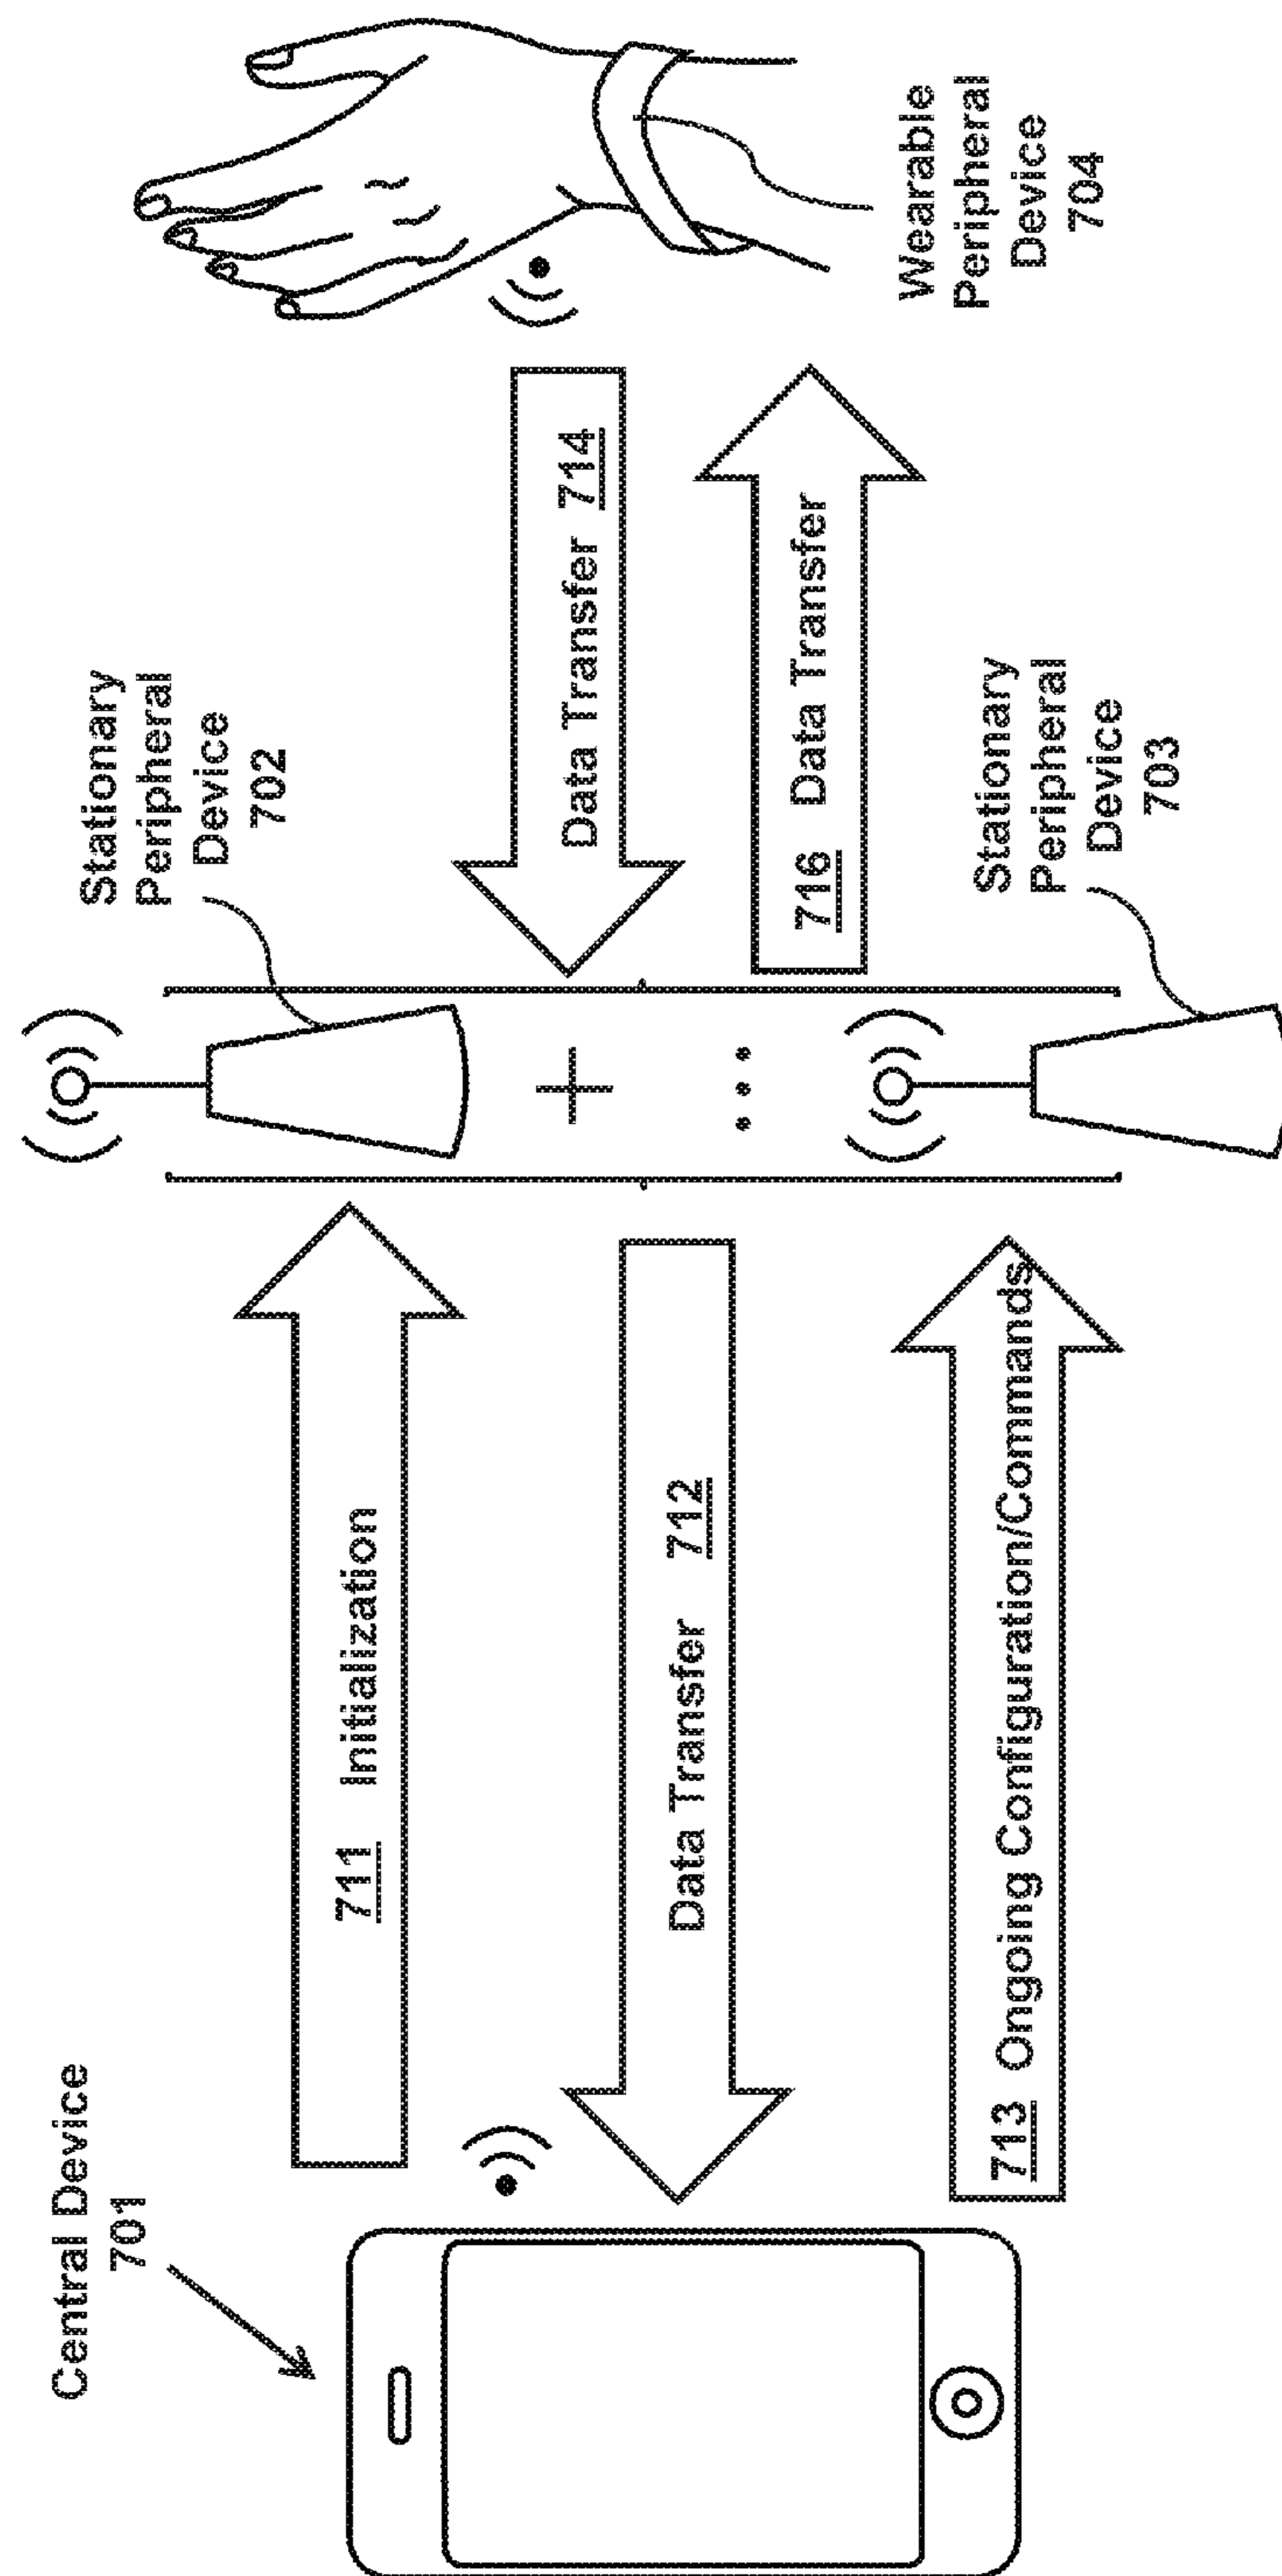 Central Device
701
711 Initialization
Data Transfer 712
713 Ongoing Configuration/Commands
Stationary
Peripheral
Device
702
Stationary
Peripheral
Device
703
Data Transfer 714
716 Data Transfer
Wearable
Peripheral
Device
704